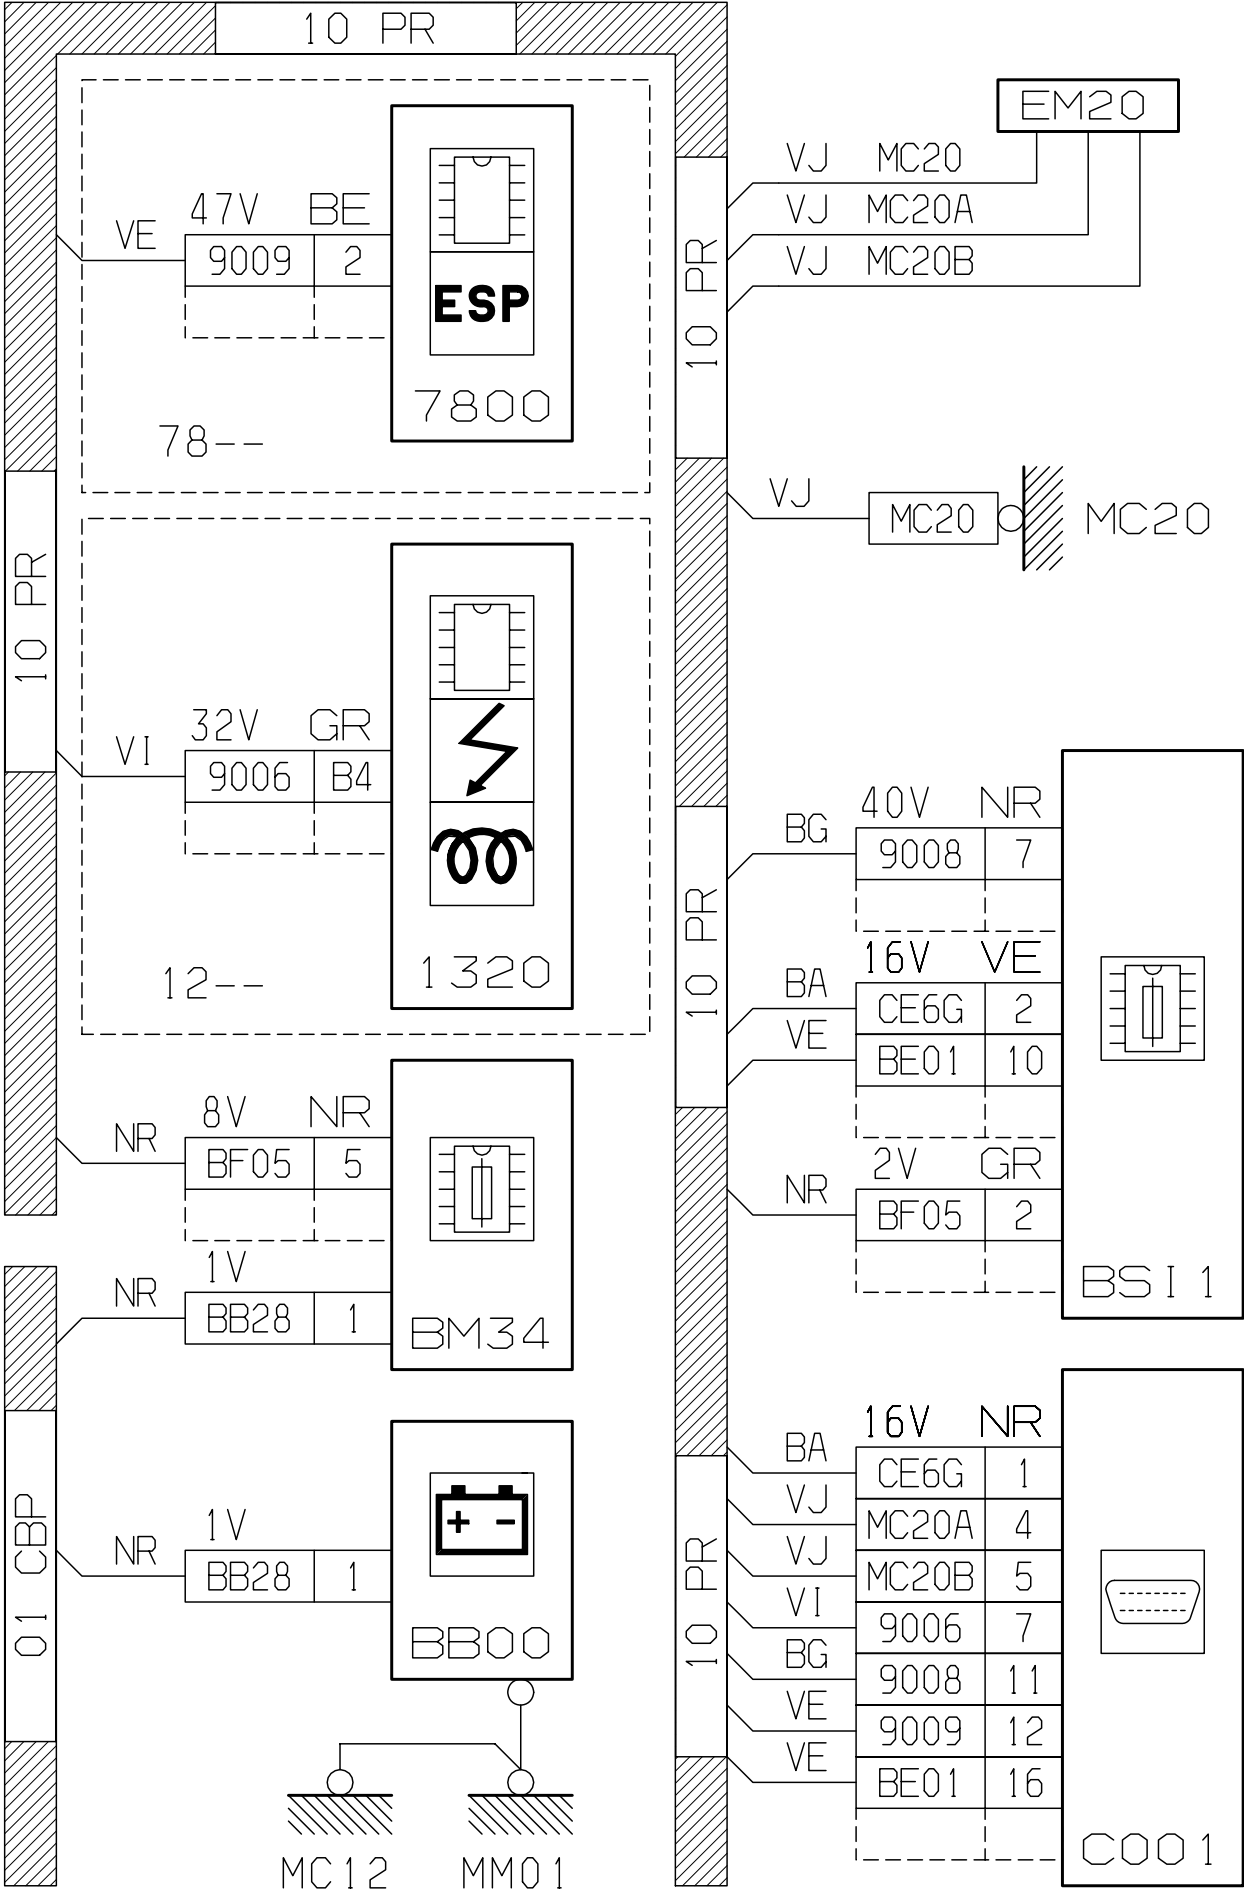 10 PR
EM20
VJ MC20
VJ MC20A
VJ MC20B
10 PR
47V BE
VE
9009 2
ESP
7800
78--
VJ
MC20
MC20
10 PR
32V GR
VI
9006 B4
1320
12--
10 PR
40V NR
BG
9008 7
16V VE
BA
CE6G 2
VE
BE01 10
2V GR
NR
BF05 2
BSI1
8V NR
NR
BF05 5
1V
NR
BB28 1
BM34
01 CBP
1V
NR
BB28 1
BB00
MC12
MM01
10 PR
16V NR
BA
CE6G 1
VJ
MC20A 4
VJ
MC20B 5
VI
9006 7
BG
9008 11
VE
9009 12
VE
BE01 16
C001